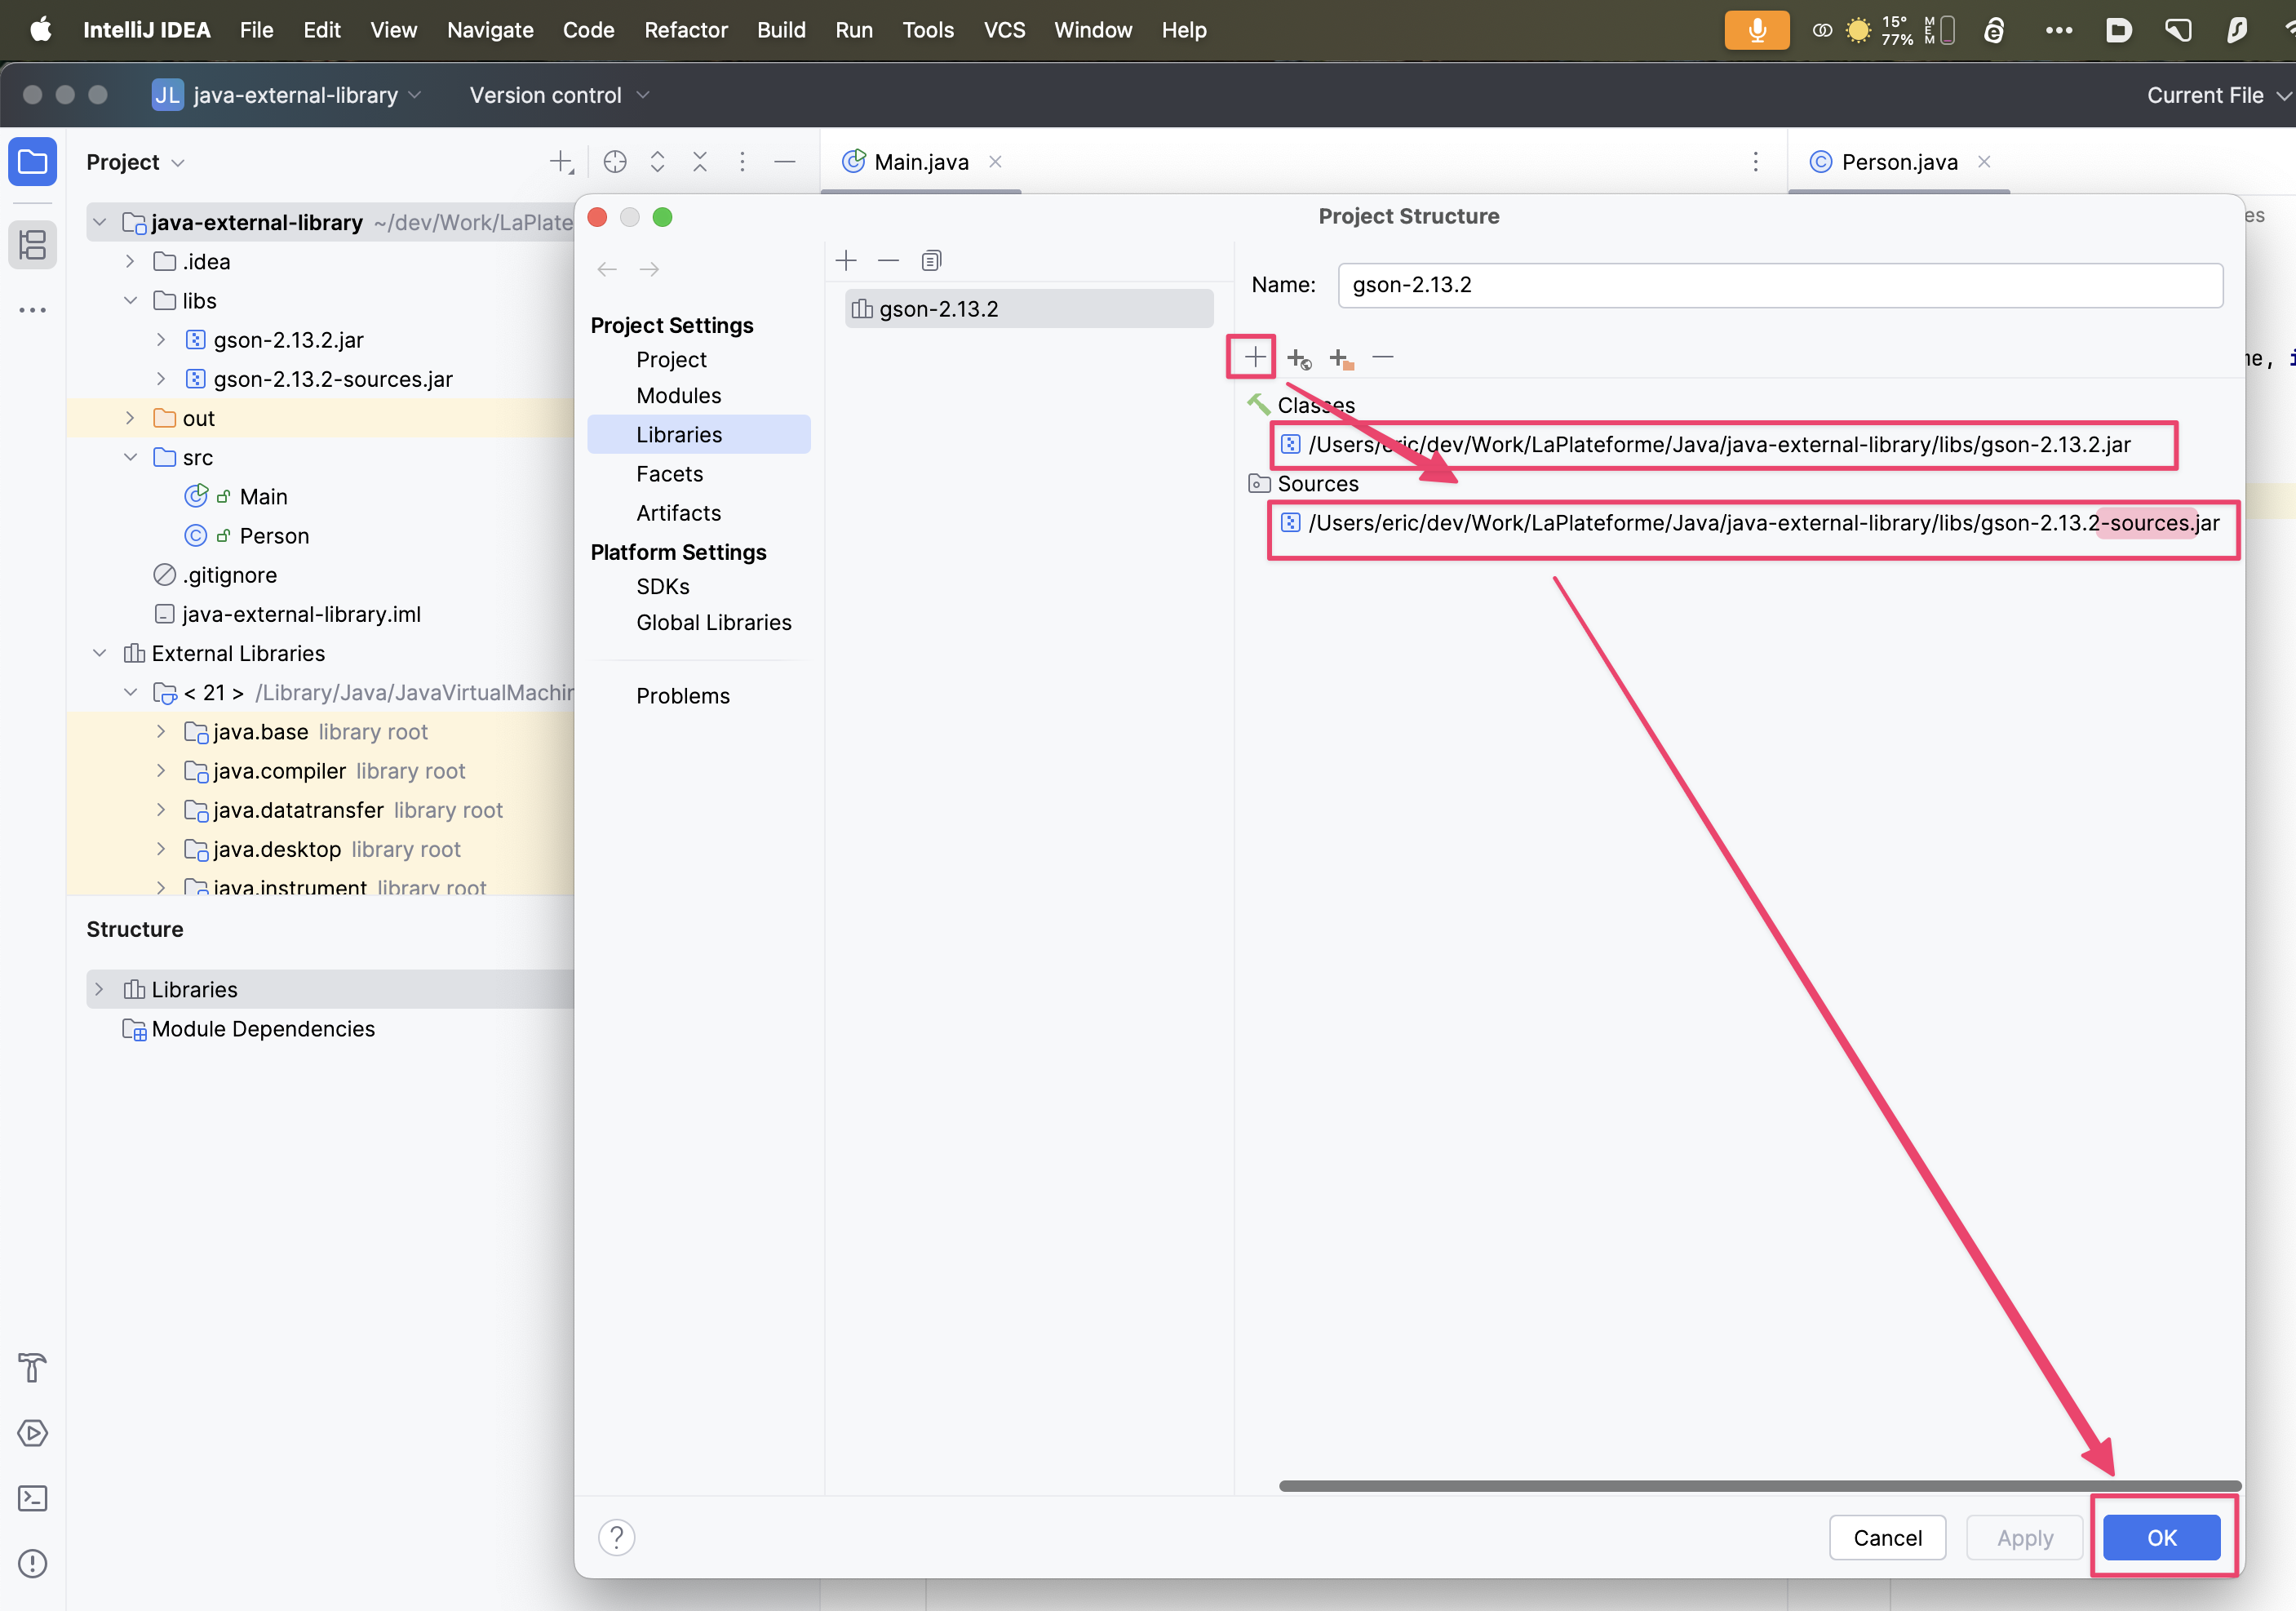 IntelliJ IDEA File Edit View Navigate Code Refactor Build Run Tools VCS Window Help 15° 77% MEM
JL java-external-library Version control Current File
Project Main.java Person.java
java-external-library ~/dev/Work/LaPlate
.idea
libs
gson-2.13.2.jar
gson-2.13.2-sources.jar
out
src
Main
Person
.gitignore
java-external-library.iml
External Libraries
< 21 > /Library/Java/JavaVirtualMachin
java.base library root
java.compiler library root
java.datatransfer library root
java.desktop library root
java.instrument library root
Structure
Libraries
Module Dependencies
Project Structure
Project Settings
Project
Modules
Libraries
Facets
Artifacts
Platform Settings
SDKs
Global Libraries
Problems
gson-2.13.2
Name: gson-2.13.2
Classes
/Users/eric/dev/Work/LaPlateforme/Java/java-external-library/libs/gson-2.13.2.jar
Sources
/Users/eric/dev/Work/LaPlateforme/Java/java-external-library/libs/gson-2.13.2-sources.jar
? Cancel Apply OK